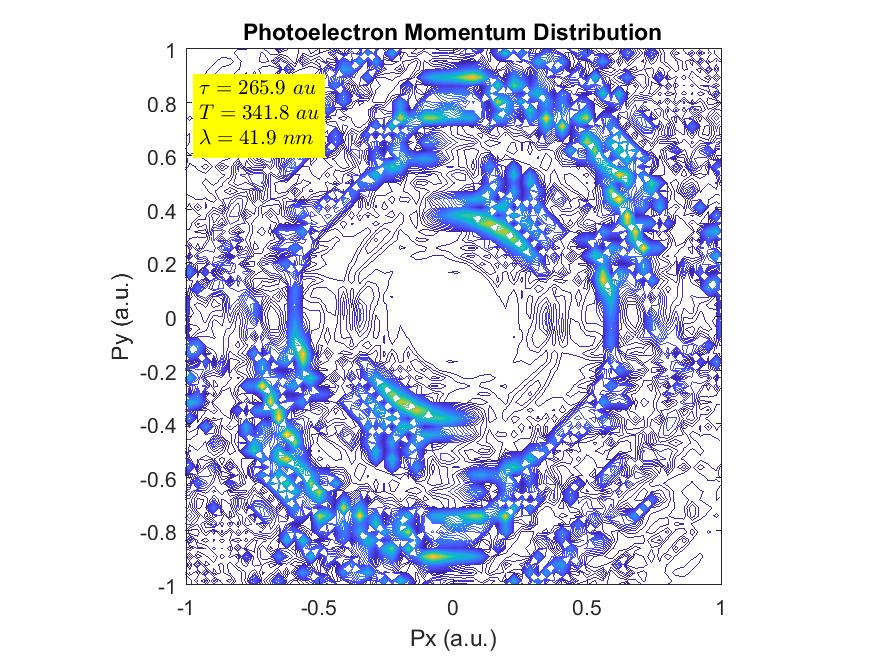 Photoelectron Momentum Distribution
τ = 265.9 au
T = 341.8 au
λ = 41.9 nm
1
0.8
0.6
0.4
0.2
0
-0.2
-0.4
-0.6
-0.8
-1
Py (a.u.)
-1 -0.5 0 0.5 1
Px (a.u.)